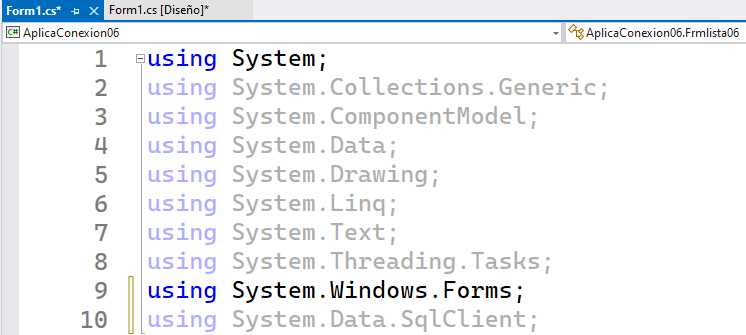 Form1.cs* Form1.cs [Diseño]*
AplicaConexion06 AplicaConexion06.Frmlista06
1 using System;
2 using System.Collections.Generic;
3 using System.ComponentModel;
4 using System.Data;
5 using System.Drawing;
6 using System.Linq;
7 using System.Text;
8 using System.Threading.Tasks;
9 using System.Windows.Forms;
10 using System.Data.SqlClient;